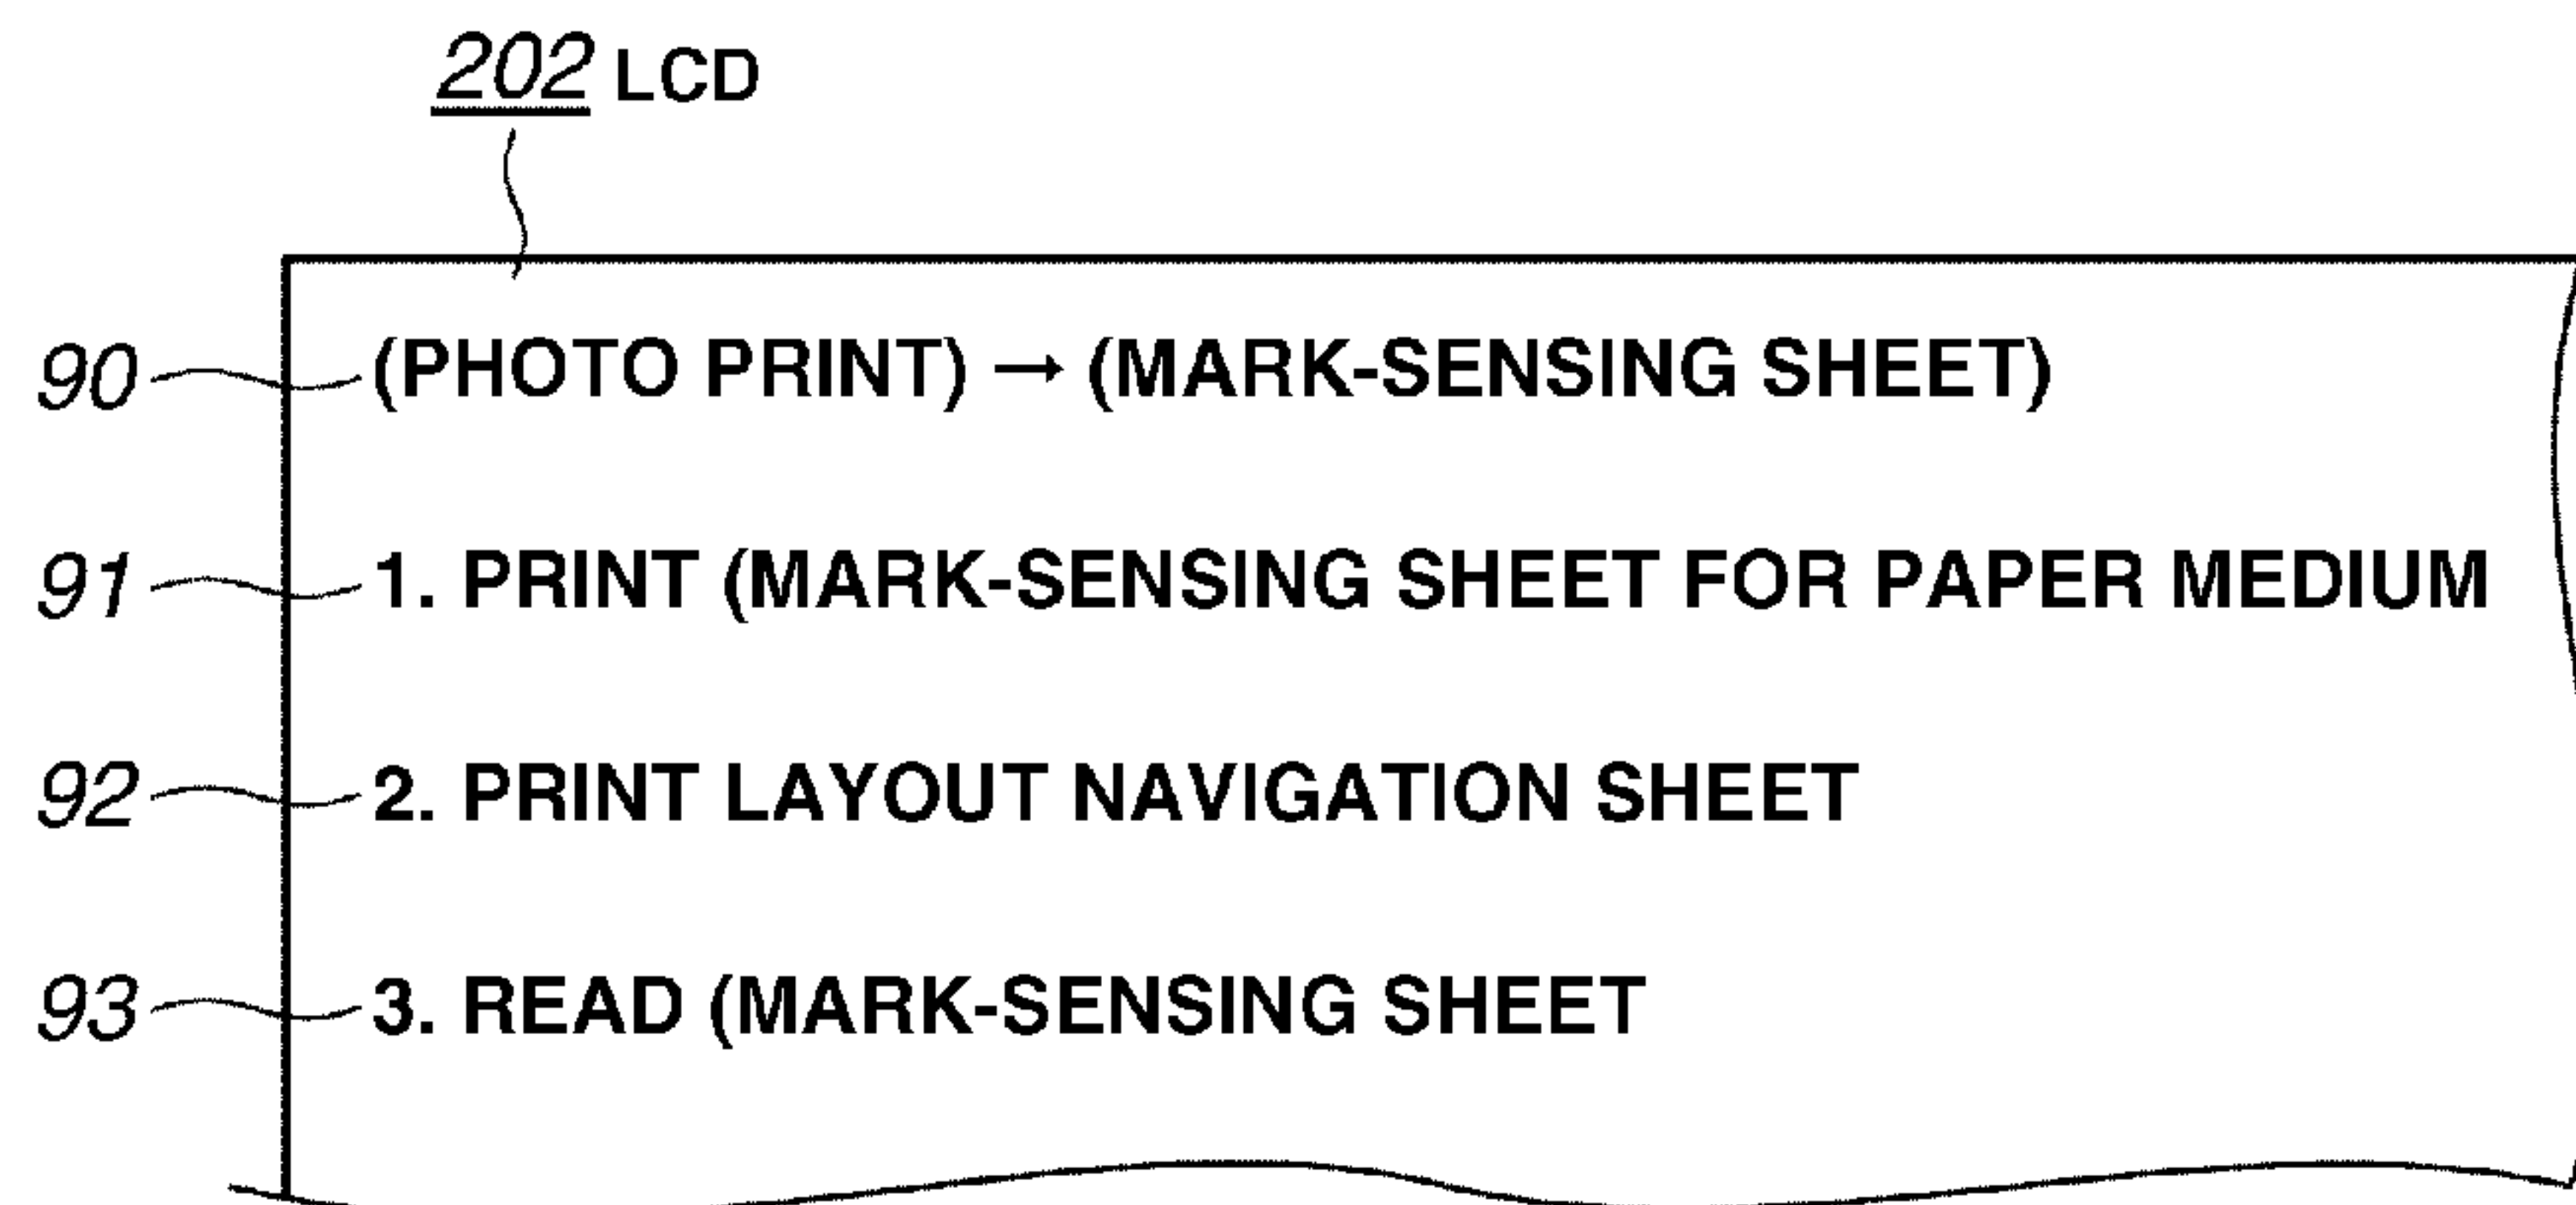 202 LCD
90 (PHOTO PRINT) → (MARK-SENSING SHEET)
91 1. PRINT (MARK-SENSING SHEET FOR PAPER MEDIUM
92 2. PRINT LAYOUT NAVIGATION SHEET
93 3. READ (MARK-SENSING SHEET